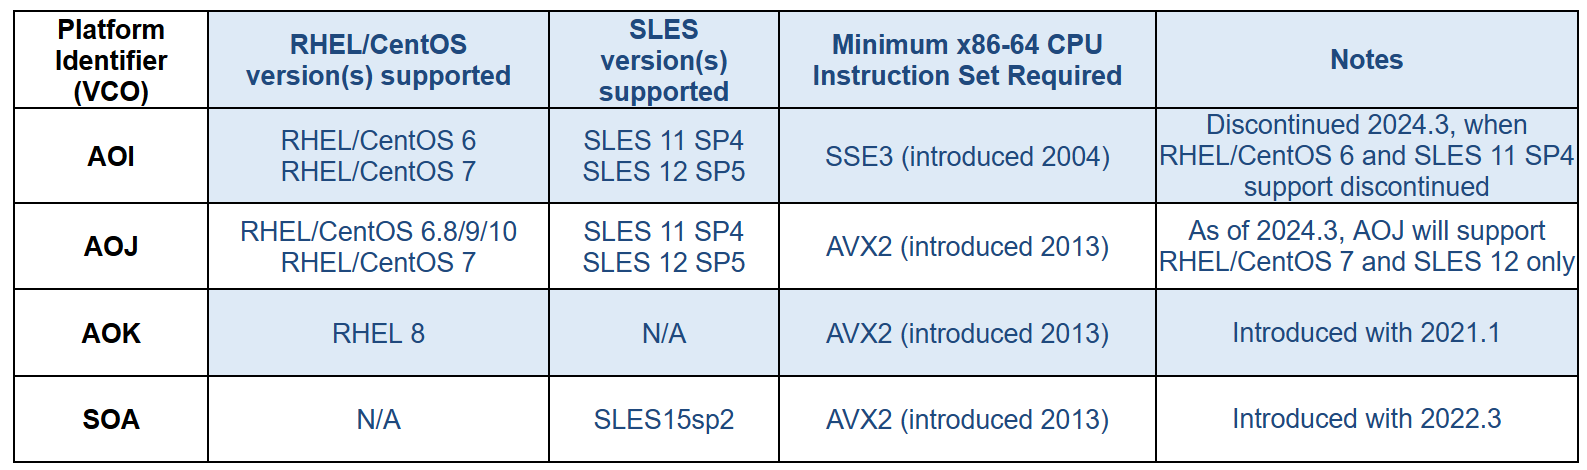 Platform
Identifier
(VCO)
RHEL/CentOS
version(s) supported
SLES
version(s)
supported
Minimum x86-64 CPU
Instruction Set Required
Notes
AOI
RHEL/CentOS 6
RHEL/CentOS 7
SLES 11 SP4
SLES 12 SP5
SSE3 (introduced 2004)
Discontinued 2024.3, when
RHEL/CentOS 6 and SLES 11 SP4
support discontinued
AOJ
RHEL/CentOS 6.8/9/10
RHEL/CentOS 7
SLES 11 SP4
SLES 12 SP5
AVX2 (introduced 2013)
As of 2024.3, AOJ will support
RHEL/CentOS 7 and SLES 12 only
AOK
RHEL 8
N/A
AVX2 (introduced 2013)
Introduced with 2021.1
SOA
N/A
SLES15sp2
AVX2 (introduced 2013)
Introduced with 2022.3